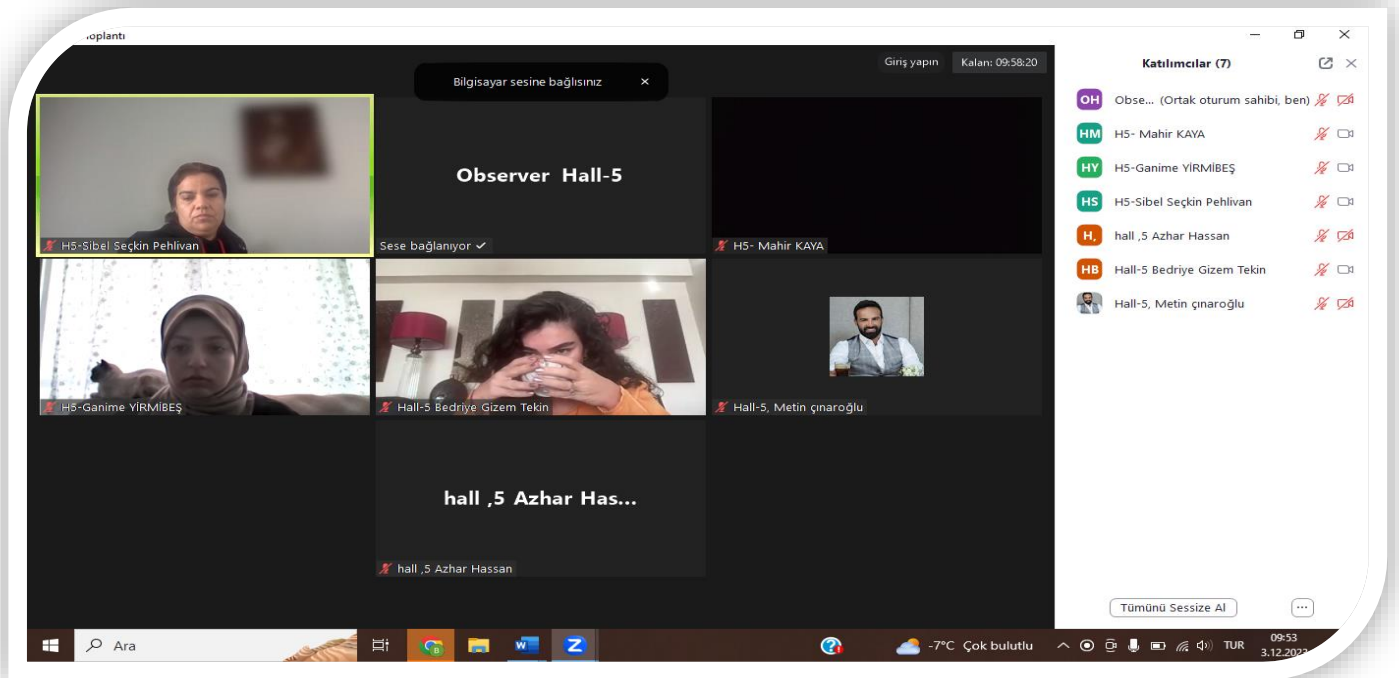 oplantı
Giriş yapın
Kalan: 09:58:20
Bilgisayar sesine bağlısınız
H5-Sibel Seçkin Pehlivan
Observer Hall-5
Sese bağlanıyor
H5- Mahir KAYA
H5-Ganime YİRMİBEŞ
Hall-5 Bedriye Gizem Tekin
Hall-5, Metin çınaroğlu
hall ,5 Azhar Has...
hall ,5 Azhar Hassan
Katılımcılar (7)
OH Obse... (Ortak oturum sahibi, ben)
HM H5- Mahir KAYA
HY H5-Ganime YİRMİBEŞ
HS H5-Sibel Seçkin Pehlivan
H, hall ,5 Azhar Hassan
HB Hall-5 Bedriye Gizem Tekin
Hall-5, Metin çınaroğlu
Tümünü Sessize Al
Ara
-7°C Çok bulutlu
TUR
09:53